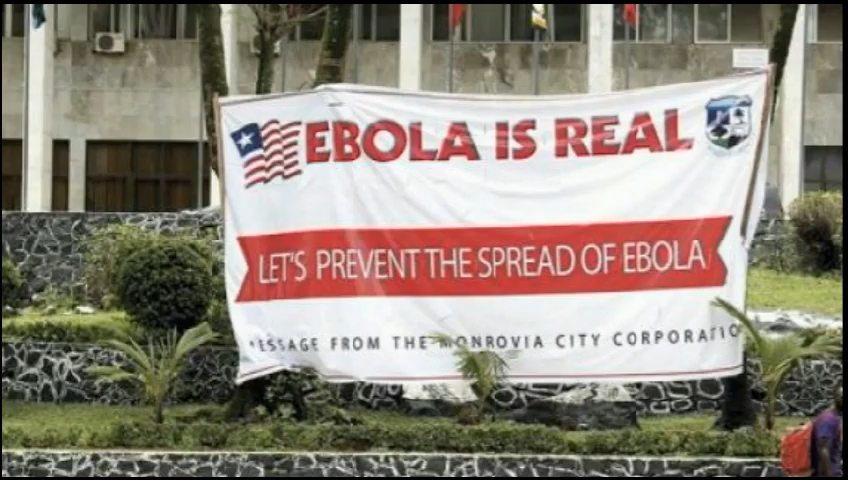 EBOLA IS REAL
LET'S PREVENT THE SPREAD OF EBOLA
ESSAGE FROM THE MONROVIA CITY CORPORATIO